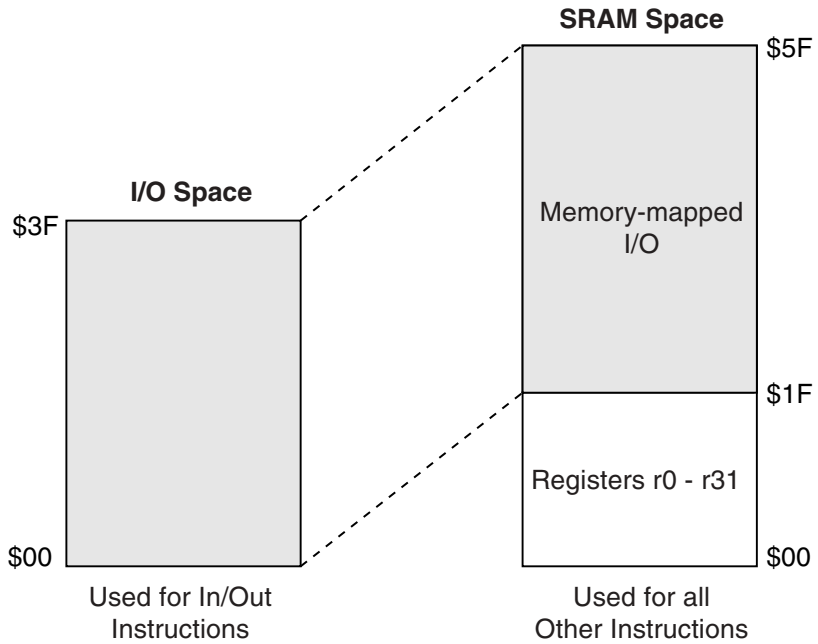 SRAM Space
$5F
I/O Space
$3F
Memory-mapped
I/O
$1F
Registers r0 - r31
$00
$00
Used for In/Out
Instructions
Used for all
Other Instructions